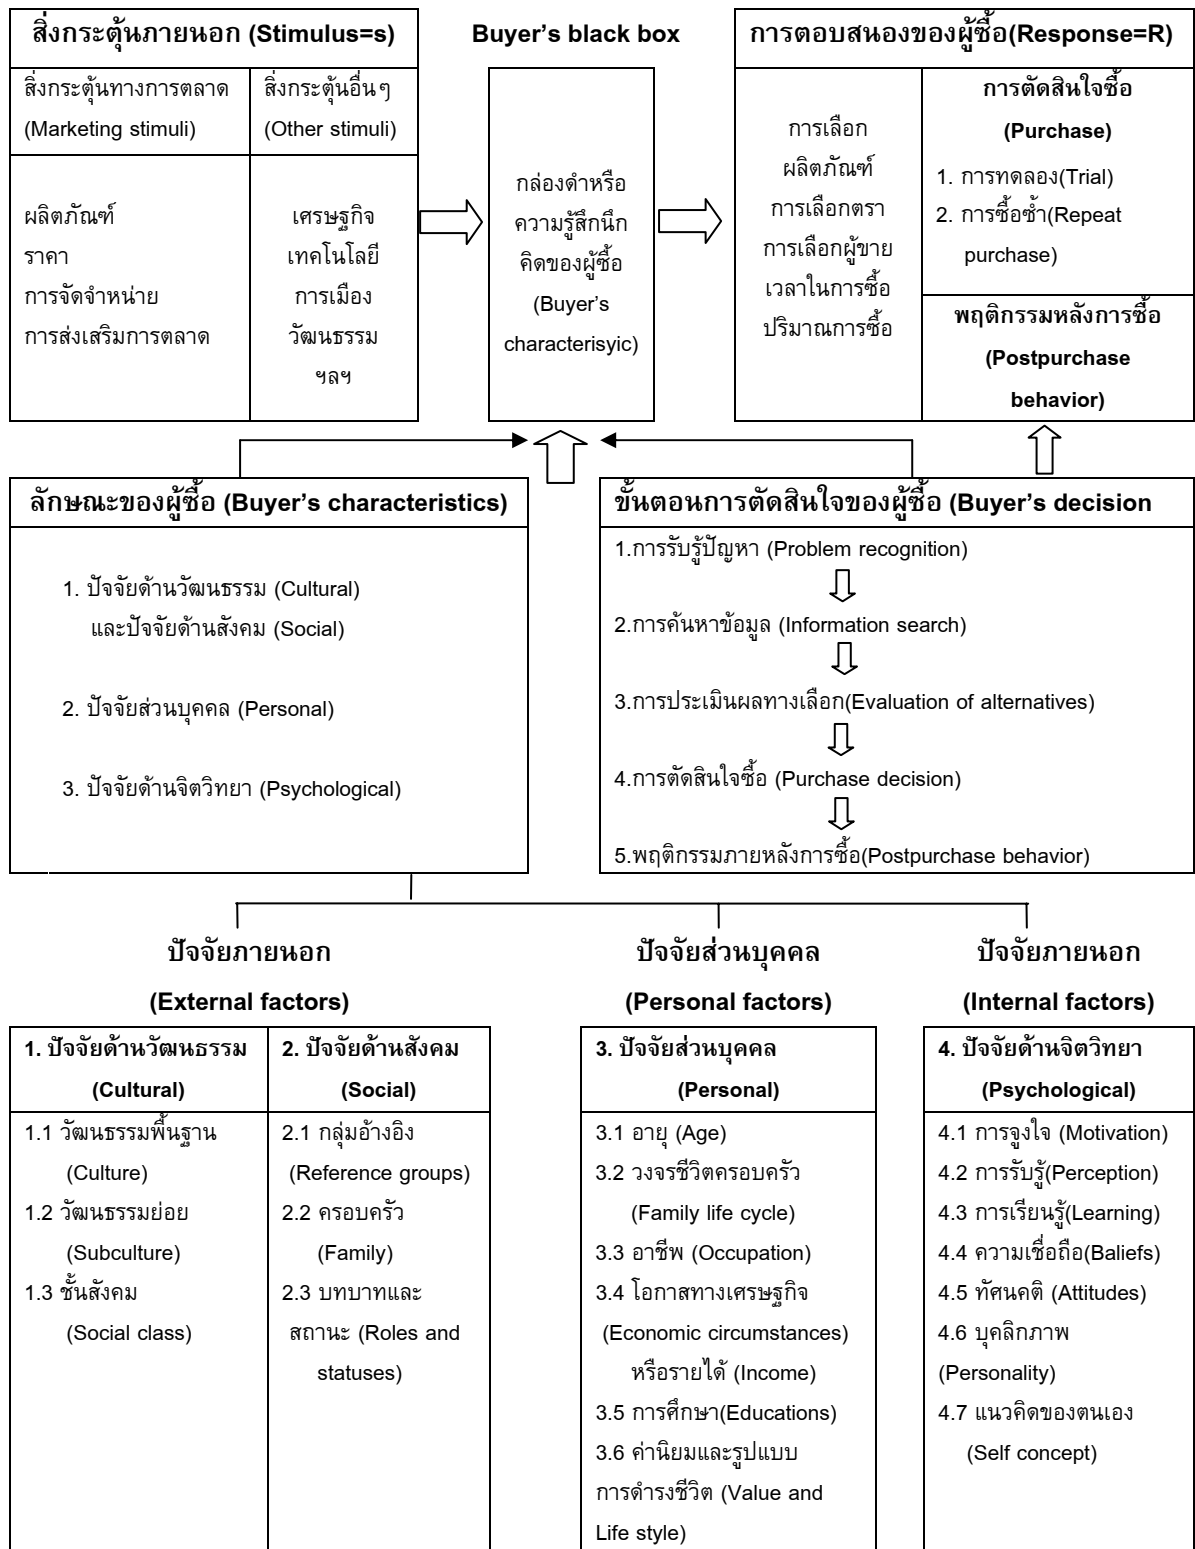 สิ่งกระตุ้นภายนอก (Stimulus=s)
สิ่งกระตุ้นทางการตลาด
(Marketing stimuli)
สิ่งกระตุ้นอื่นๆ
(Other stimuli)
ผลิตภัณฑ์
ราคา
การจัดจำหน่าย
การส่งเสริมการตลาด
เศรษฐกิจ
เทคโนโลยี
การเมือง
วัฒนธรรม
ฯลฯ
Buyer’s black box
กล่องดำหรือ
ความรู้สึกนึก
คิดของผู้ซื้อ
(Buyer’s
characterisyic)
การตอบสนองของผู้ซื้อ(Response=R)
การเลือก
ผลิตภัณฑ์
การเลือกตรา
การเลือกผู้ขาย
เวลาในการซื้อ
ปริมาณการซื้อ
การตัดสินใจซื้อ
(Purchase)
1. การทดลอง(Trial)
2. การซื้อซ้ำ(Repeat
purchase)
พฤติกรรมหลังการซื้อ
(Postpurchase
behavior)
ลักษณะของผู้ซื้อ (Buyer’s characteristics)
1. ปัจจัยด้านวัฒนธรรม (Cultural)
และปัจจัยด้านสังคม (Social)
2. ปัจจัยส่วนบุคคล (Personal)
3. ปัจจัยด้านจิตวิทยา (Psychological)
ขั้นตอนการตัดสินใจของผู้ซื้อ (Buyer’s decision
1.การรับรู้ปัญหา (Problem recognition)
2.การค้นหาข้อมูล (Information search)
3.การประเมินผลทางเลือก(Evaluation of alternatives)
4.การตัดสินใจซื้อ (Purchase decision)
5.พฤติกรรมภายหลังการซื้อ(Postpurchase behavior)
ปัจจัยภายนอก
(External factors)
1. ปัจจัยด้านวัฒนธรรม
(Cultural)
1.1 วัฒนธรรมพื้นฐาน
(Culture)
1.2 วัฒนธรรมย่อย
(Subculture)
1.3 ชั้นสังคม
(Social class)
2. ปัจจัยด้านสังคม
(Social)
2.1 กลุ่มอ้างอิง
(Reference groups)
2.2 ครอบครัว
(Family)
2.3 บทบาทและ
สถานะ (Roles and
statuses)
ปัจจัยส่วนบุคคล
(Personal factors)
3. ปัจจัยส่วนบุคคล
(Personal)
3.1 อายุ (Age)
3.2 วงจรชีวิตครอบครัว
(Family life cycle)
3.3 อาชีพ (Occupation)
3.4 โอกาสทางเศรษฐกิจ
(Economic circumstances)
หรือรายได้ (Income)
3.5 การศึกษา(Educations)
3.6 ค่านิยมและรูปแบบ
การดำรงชีวิต (Value and
Life style)
ปัจจัยภายนอก
(Internal factors)
4. ปัจจัยด้านจิตวิทยา
(Psychological)
4.1 การจูงใจ (Motivation)
4.2 การรับรู้(Perception)
4.3 การเรียนรู้(Learning)
4.4 ความเชื่อถือ(Baliefs)
4.5 ทัศนคติ (Attitudes)
4.6 บุคลิกภาพ
(Personality)
4.7 แนวคิดของตนเอง
(Self concept)